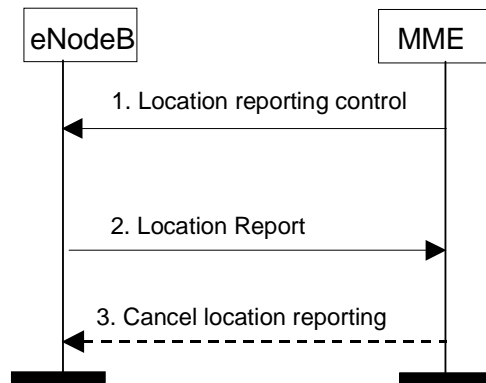 eNodeB
MME
1. Location reporting control
2. Location Report
3. Cancel location reporting